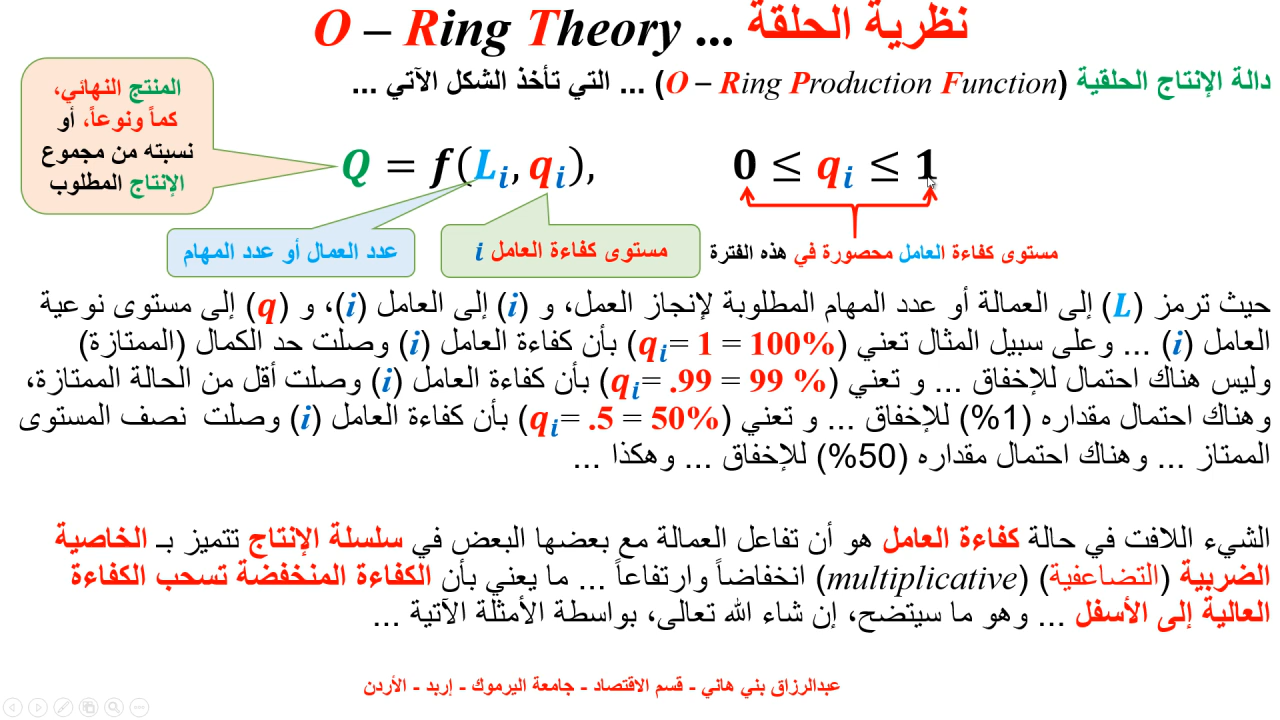 نظرية الحلقة ... O – Ring Theory
دالة الإنتاج الحلقية (O – Ring Production Function) ... التي تأخذ الشكل الآتي ...
المنتج النهائي،
كماً ونوعاً، أو
نسبته من مجموع
الإنتاج المطلوب
Q = f(Lᵢ, qᵢ),
0 ≤ qᵢ ≤ 1
عدد العمال أو عدد المهام
مستوى كفاءة العامل i
مستوى كفاءة العامل محصورة في هذه الفترة
حيث ترمز (L) إلى العمالة أو عدد المهام المطلوبة لإنجاز العمل، و (i) إلى العامل (i)، و (q) إلى مستوى نوعية
العامل (i) ... وعلى سبيل المثال تعني (qᵢ= 1 = 100%) بأن كفاءة العامل (i) وصلت حد الكمال (الممتازة)
وليس هناك احتمال للإخفاق ... و تعني (qᵢ= .99 = 99 %) بأن كفاءة العامل (i) وصلت أقل من الحالة الممتازة،
وهناك احتمال مقداره (1%) للإخفاق ... و تعني (qᵢ= .5 = 50%) بأن كفاءة العامل (i) وصلت نصف المستوى
الممتاز ... وهناك احتمال مقداره (50%) للإخفاق ... وهكذا ...
الشيء اللافت في حالة كفاءة العامل هو أن تفاعل العمالة مع بعضها البعض في سلسلة الإنتاج تتميز بـ الخاصية
الضربية (التضاعفية) (multiplicative) انخفاضاً وارتفاعاً ... ما يعني بأن الكفاءة المنخفضة تسحب الكفاءة
العالية إلى الأسفل ... وهو ما سيتضح، إن شاء الله تعالى، بواسطة الأمثلة الآتية ...
عبدالرزاق بني هاني - قسم الاقتصاد - جامعة اليرموك - إربد - الأردن